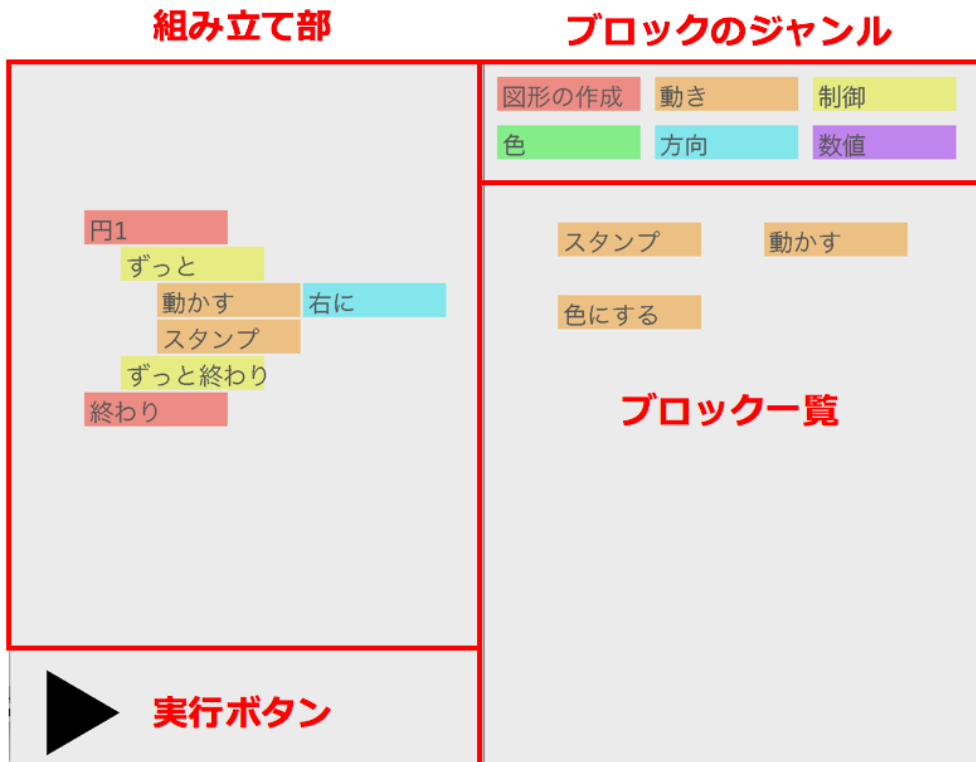 組み立て部
ブロックのジャンル
図形の作成 動き 制御
色 方向 数値
円1
ずっと
動かす 右に
スタンプ
ずっと終わり
終わり
スタンプ 動かす
色にする
ブロック一覧
実行ボタン